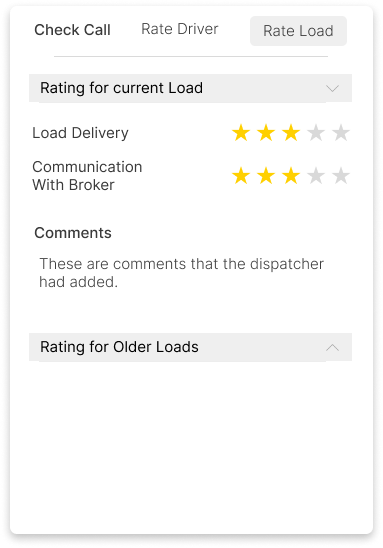 Check Call Rate Driver Rate Load
Rating for current Load
Load Delivery
Communication
With Broker
Comments
These are comments that the dispatcher
had added.
Rating for Older Loads